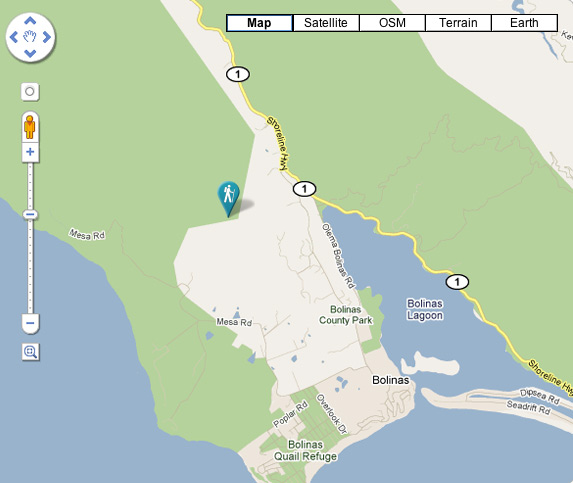 Map
Satellite
OSM
Terrain
Earth
1
Shoreline Hwy
1
Mesa Rd
Olema Bolinas Rd
1
Bolinas
Lagoon
Bolinas
County Park
Mesa Rd
Shoreline Hwy
Bolinas
Dipsea Rd
Seadrift Rd
Poplar Rd
Overlook Dr
Bolinas
Quail Refuge